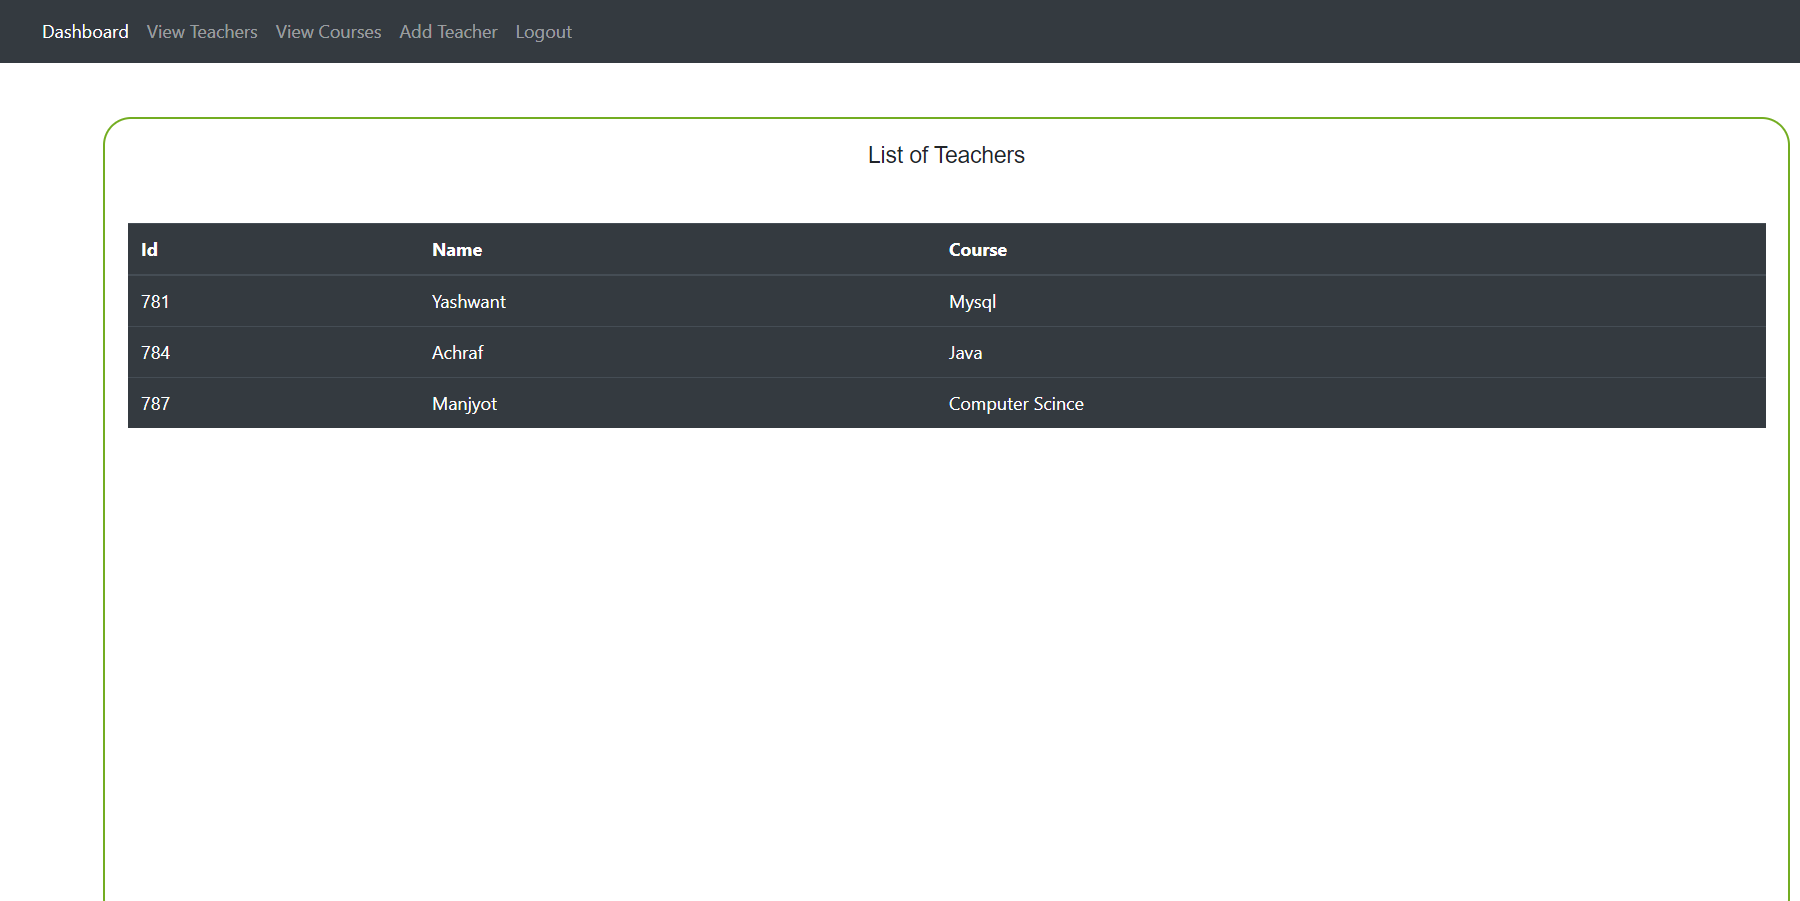 Dashboard View Teachers View Courses Add Teacher Logout
List of Teachers
Id Name Course
781 Yashwant Mysql
784 Achraf Java
787 Manjyot Computer Scince